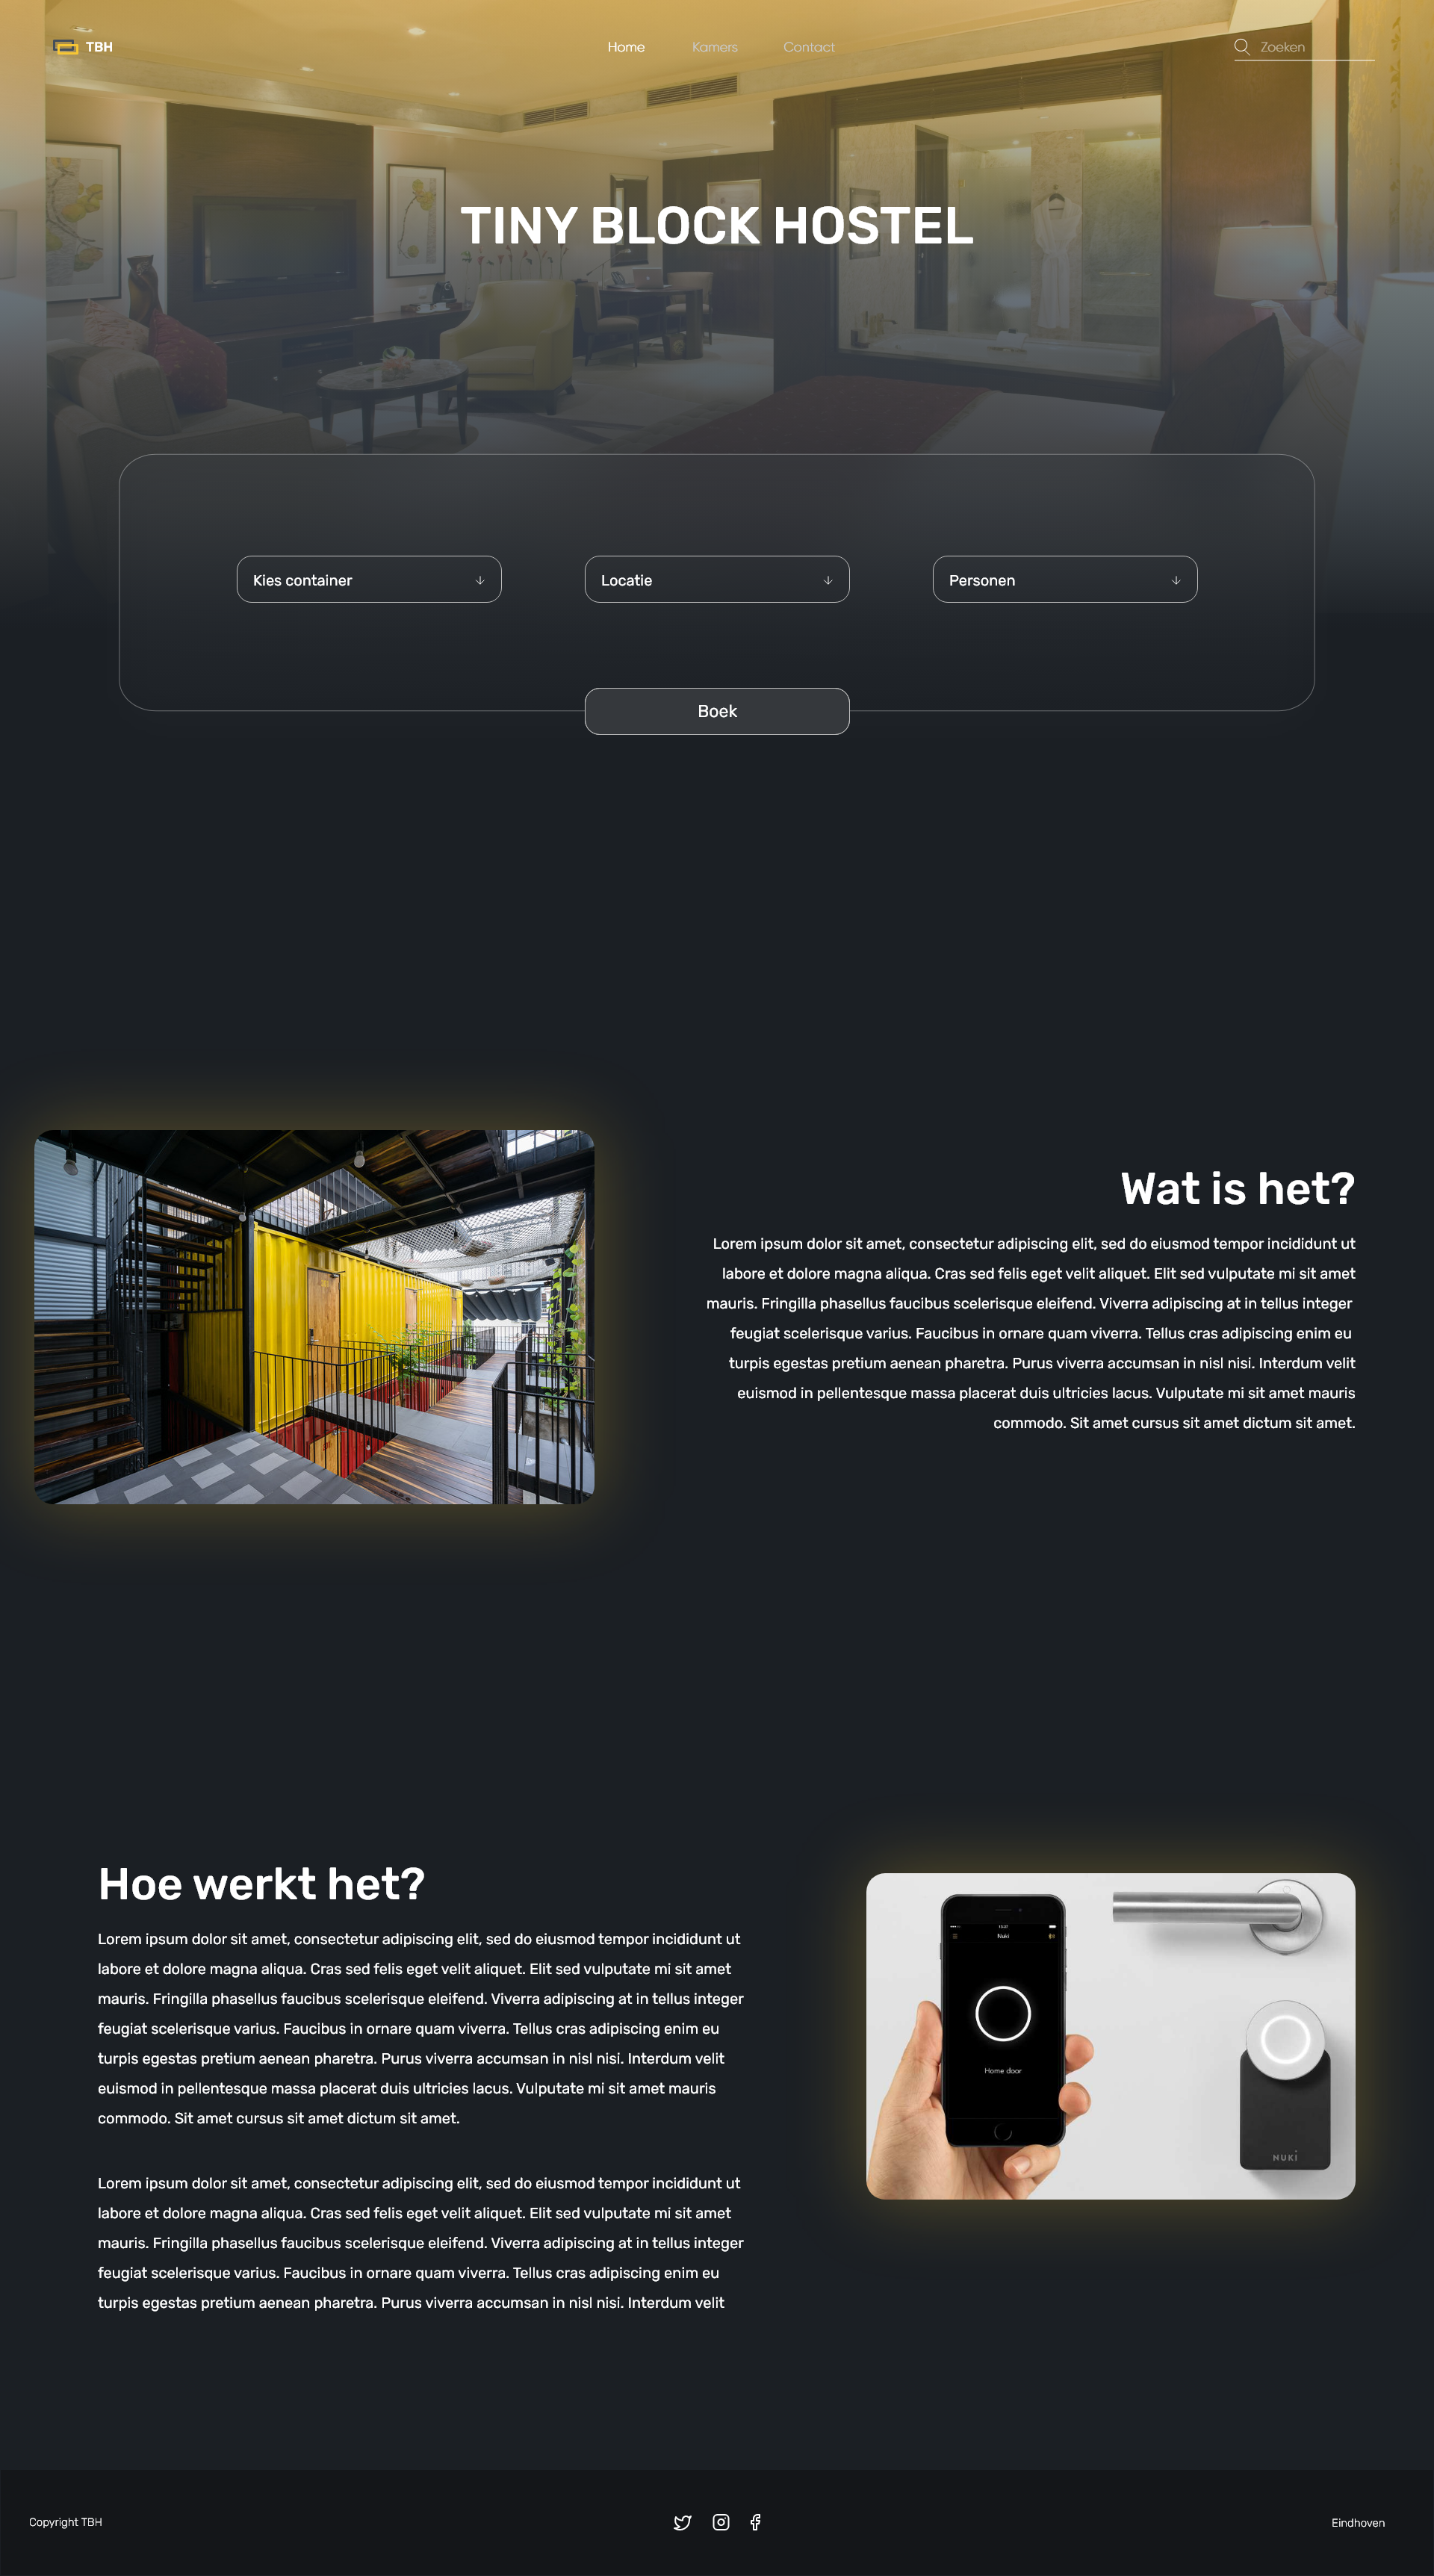 TBH
Home
Kamers
Contact
Zoeken
TINY BLOCK HOSTEL
Kies container
Locatie
Personen
Boek
Wat is het?
Lorem ipsum dolor sit amet, consectetur adipiscing elit, sed do eiusmod tempor incididunt ut
labore et dolore magna aliqua. Cras sed felis eget velit aliquet. Elit sed vulputate mi sit amet
mauris. Fringilla phasellus faucibus scelerisque eleifend. Viverra adipiscing at in tellus integer
feugiat scelerisque varius. Faucibus in ornare quam viverra. Tellus cras adipiscing enim eu
turpis egestas pretium aenean pharetra. Purus viverra accumsan in nisl nisi. Interdum velit
euismod in pellentesque massa placerat duis ultricies lacus. Vulputate mi sit amet mauris
commodo. Sit amet cursus sit amet dictum sit amet.
Hoe werkt het?
Lorem ipsum dolor sit amet, consectetur adipiscing elit, sed do eiusmod tempor incididunt ut
labore et dolore magna aliqua. Cras sed felis eget velit aliquet. Elit sed vulputate mi sit amet
mauris. Fringilla phasellus faucibus scelerisque eleifend. Viverra adipiscing at in tellus integer
feugiat scelerisque varius. Faucibus in ornare quam viverra. Tellus cras adipiscing enim eu
turpis egestas pretium aenean pharetra. Purus viverra accumsan in nisl nisi. Interdum velit
euismod in pellentesque massa placerat duis ultricies lacus. Vulputate mi sit amet mauris
commodo. Sit amet cursus sit amet dictum sit amet.
Lorem ipsum dolor sit amet, consectetur adipiscing elit, sed do eiusmod tempor incididunt ut
labore et dolore magna aliqua. Cras sed felis eget velit aliquet. Elit sed vulputate mi sit amet
mauris. Fringilla phasellus faucibus scelerisque eleifend. Viverra adipiscing at in tellus integer
feugiat scelerisque varius. Faucibus in ornare quam viverra. Tellus cras adipiscing enim eu
turpis egestas pretium aenean pharetra. Purus viverra accumsan in nisl nisi. Interdum velit
Nuki
Home door
NUKI
Copyright TBH
Eindhoven